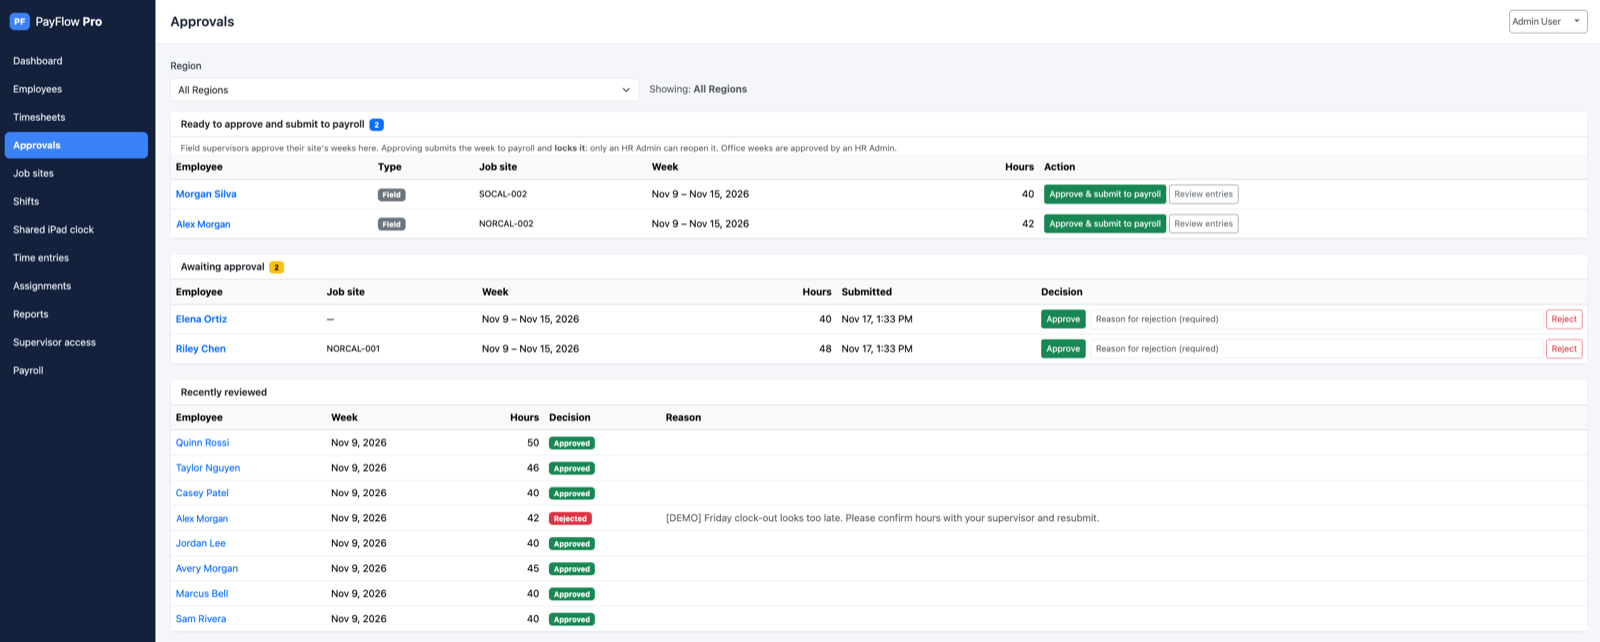 PF PayFlow Pro
Approvals
Admin User
Dashboard
Employees
Timesheets
Approvals
Job sites
Shifts
Shared iPad clock
Time entries
Assignments
Reports
Supervisor access
Payroll
Region
All Regions
Showing: All Regions
Ready to approve and submit to payroll 2
Field supervisors approve their site's weeks here. Approving submits the week to payroll and locks it: only an HR Admin can reopen it. Office weeks are approved by an HR Admin.
Employee Type Job site Week Hours Action
Morgan Silva Field SOCAL-002 Nov 9 – Nov 15, 2026 40 Approve & submit to payroll Review entries
Alex Morgan Field NORCAL-002 Nov 9 – Nov 15, 2026 42 Approve & submit to payroll Review entries
Awaiting approval 2
Employee Job site Week Hours Submitted Decision
Elena Ortiz — Nov 9 – Nov 15, 2026 40 Nov 17, 1:33 PM Approve Reason for rejection (required) Reject
Riley Chen NORCAL-001 Nov 9 – Nov 15, 2026 48 Nov 17, 1:33 PM Approve Reason for rejection (required) Reject
Recently reviewed
Employee Week Hours Decision Reason
Quinn Rossi Nov 9, 2026 50 Approved
Taylor Nguyen Nov 9, 2026 46 Approved
Casey Patel Nov 9, 2026 40 Approved
Alex Morgan Nov 9, 2026 42 Rejected [DEMO] Friday clock-out looks too late. Please confirm hours with your supervisor and resubmit.
Jordan Lee Nov 9, 2026 40 Approved
Avery Morgan Nov 9, 2026 45 Approved
Marcus Bell Nov 9, 2026 40 Approved
Sam Rivera Nov 9, 2026 40 Approved